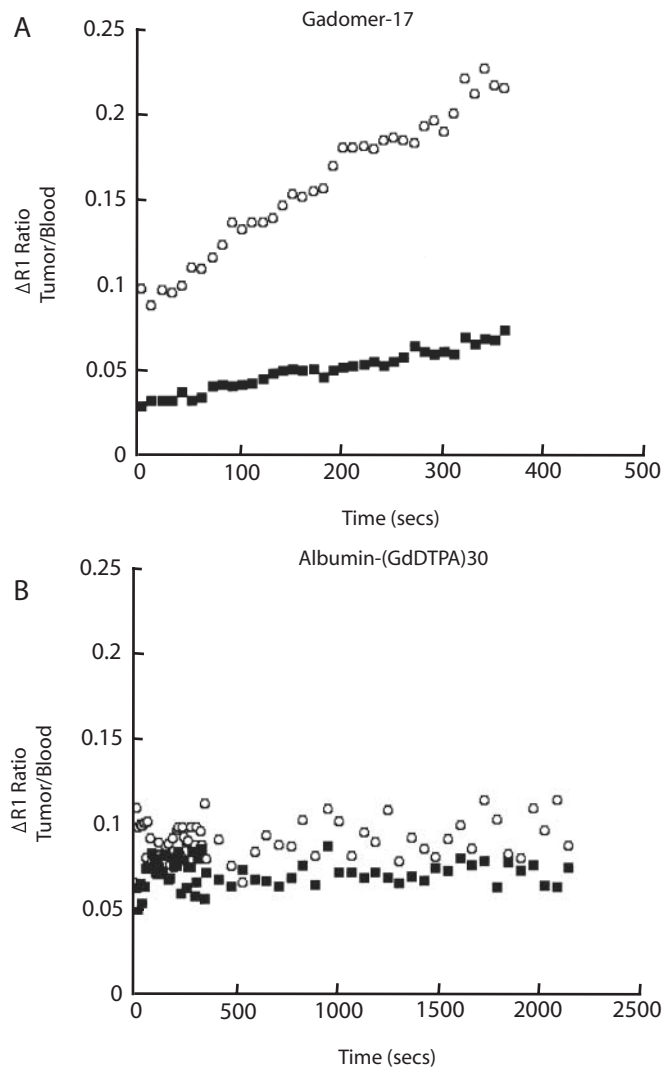 A
Gadomer-17
0.25
0.2
0.15
0.1
0.05
0
ΔR1 Ratio
Tumor/Blood
0
100
200
300
400
500
Time (secs)
B
Albumin-(GdDTPA)30
0.25
0.2
0.15
0.1
0.05
0
ΔR1 Ratio
Tumor/Blood
0
500
1000
1500
2000
2500
Time (secs)